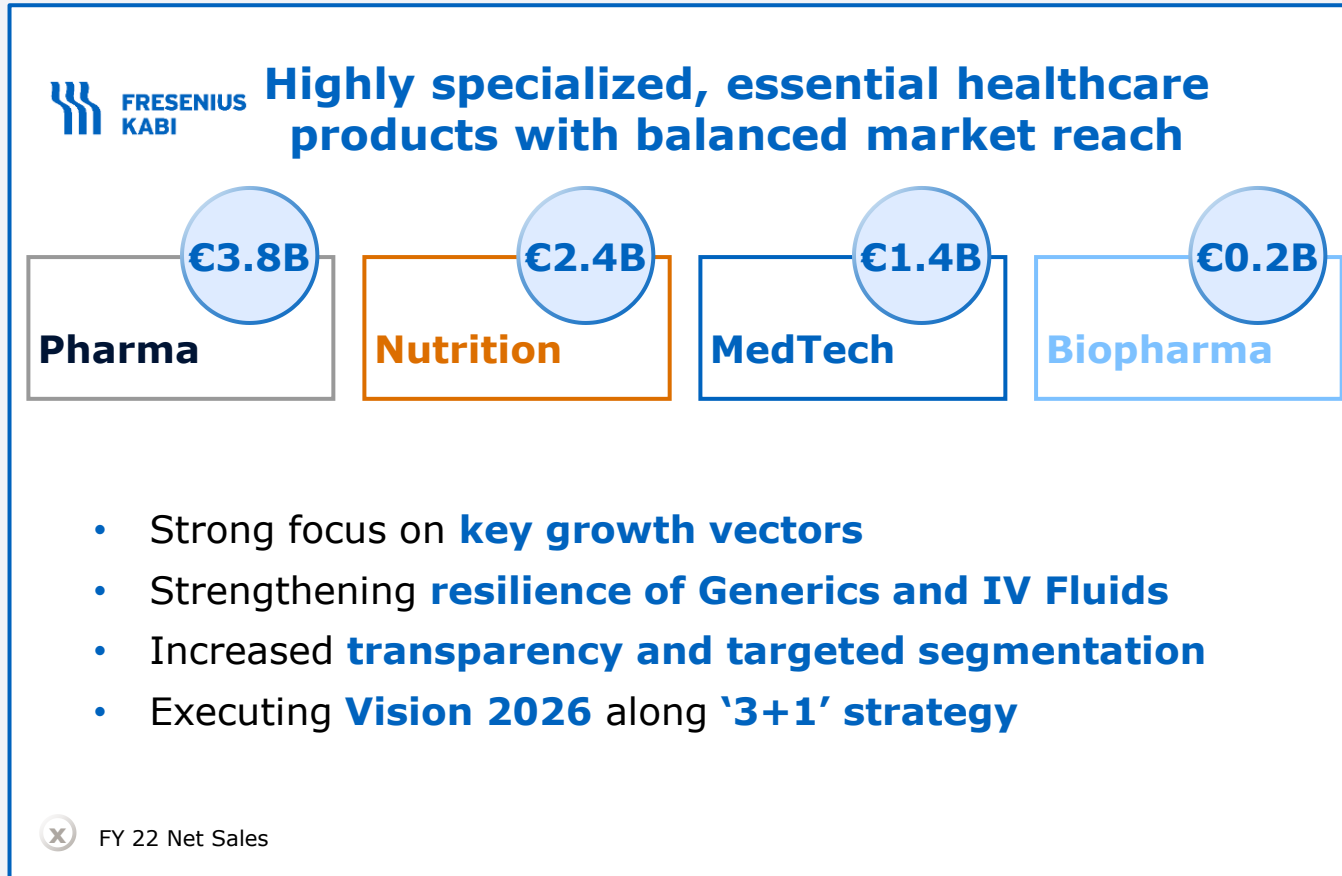 FRESENIUS
KABI
Highly specialized, essential healthcare
products with balanced market reach
€3.8B
Pharma
€2.4B
Nutrition
€1.4B
MedTech
€0.2B
Biopharma
• Strong focus on key growth vectors
• Strengthening resilience of Generics and IV Fluids
• Increased transparency and targeted segmentation
• Executing Vision 2026 along ‘3+1’ strategy
x FY 22 Net Sales